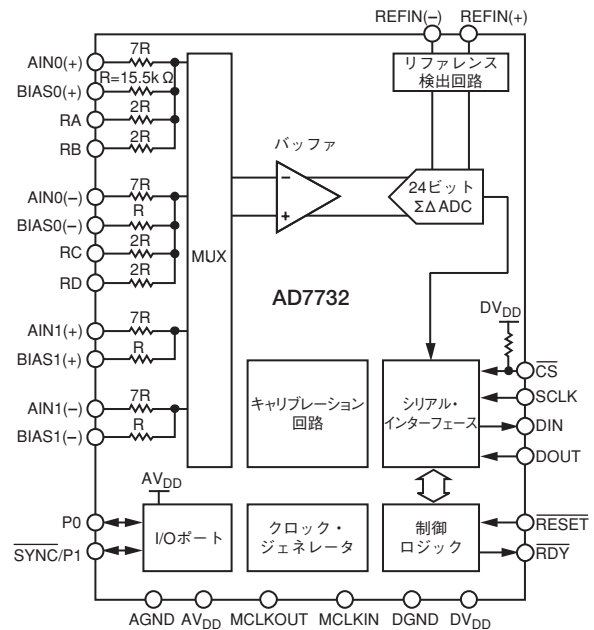 REFIN(−) REFIN(+)
AIN0(+) 7R
R=15.5kΩ
BIAS0(+)
RA 2R
RB 2R
リファレンス
検出回路
バッファ
−
+
24ビット
ΣΔ ADC
AIN0(−) 7R
BIAS0(−) R
RC 2R
RD 2R
MUX
AD7732
AIN1(+) 7R
BIAS1(+) R
AIN1(−) 7R
BIAS1(−) R
キャリブレーション
回路
シリアル・
インターフェース
DVDD
CS
SCLK
DIN
DOUT
AVDD
P0
SYNC/P1
I/Oポート
クロック・
ジェネレータ
制御
ロジック
RESET
RDY
AGND AVDD MCLKOUT MCLKIN DGND DVDD